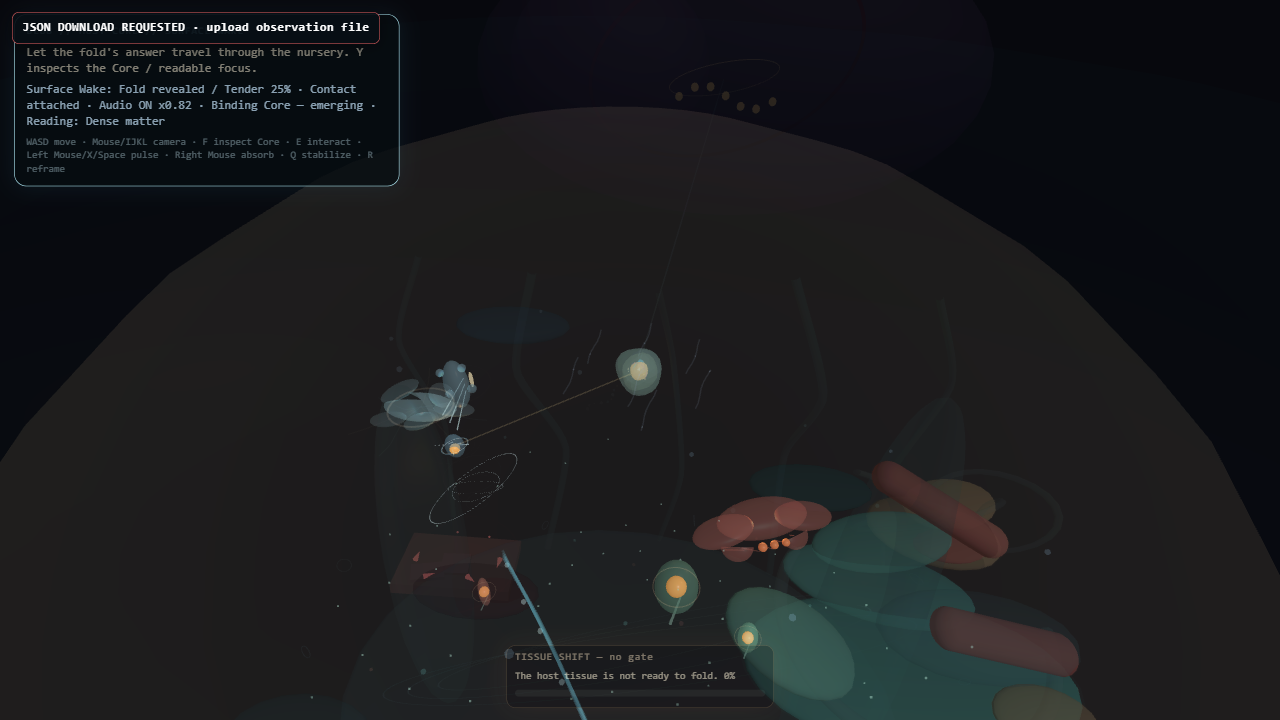 JSON DOWNLOAD REQUESTED · upload observation file
Let the fold's answer travel through the nursery. Y
inspects the Core / readable focus.
Surface Wake: Fold revealed / Tender 25% · Contact
attached · Audio ON x0.82 · Binding Core — emerging ·
Reading: Dense matter
WASD move · Mouse/IJKL camera · F inspect Core · E interact ·
Left Mouse/X/Space pulse · Right Mouse absorb · Q stabilize · R
reframe
TISSUE SHIFT — no gate
The host tissue is not ready to fold. 0%